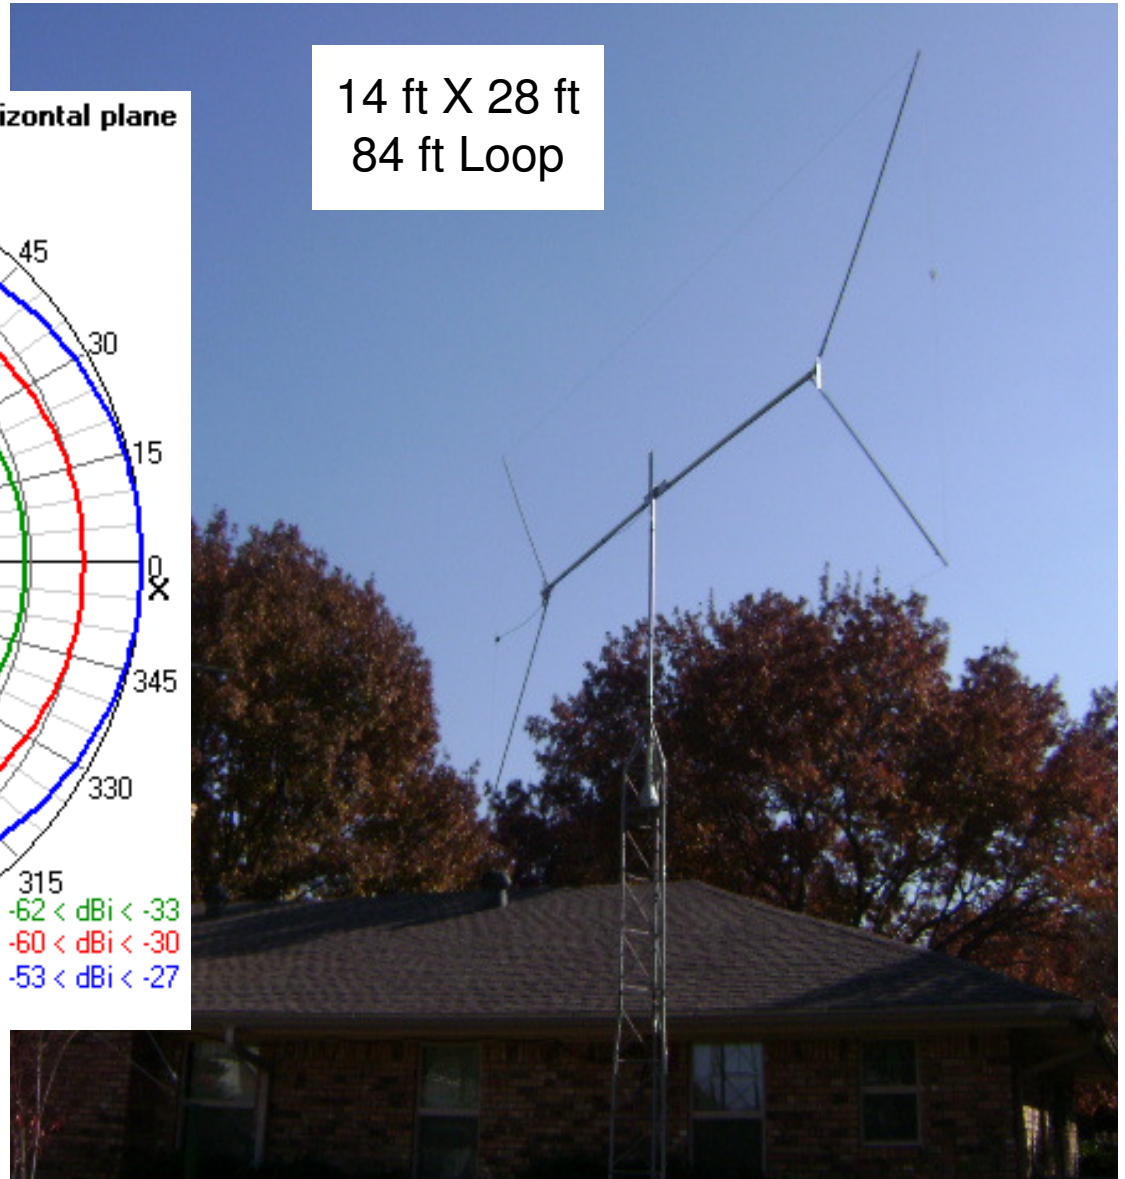 14 ft X 28 ft
84 ft Loop
izontal plane
45
30
15
0
X
345
330
315
-62 < dBi < -33
-60 < dBi < -30
-53 < dBi < -27